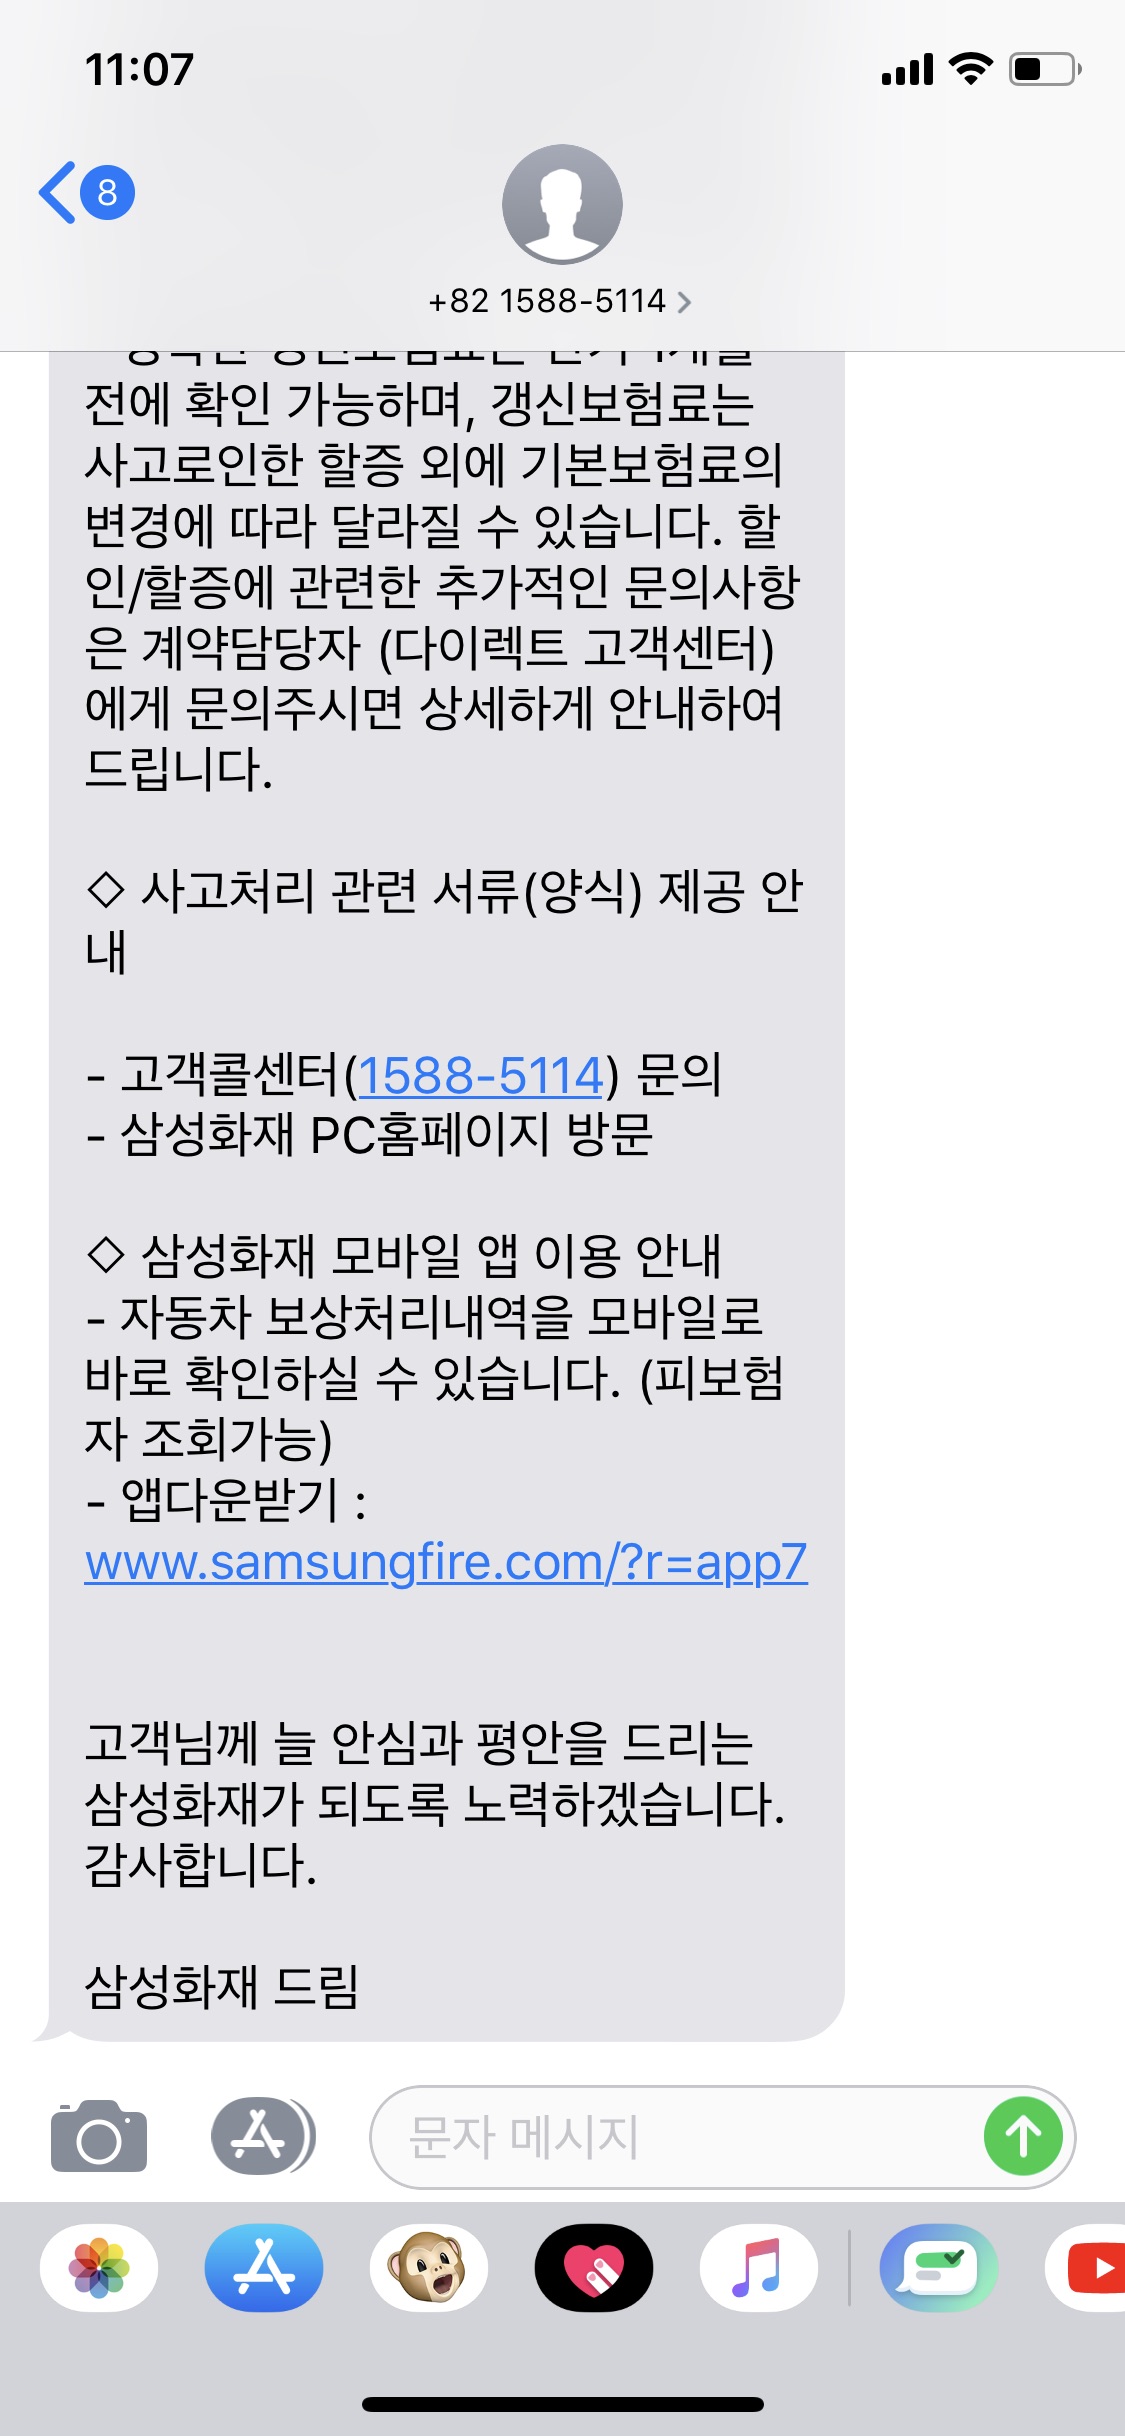 11:07
8
+82 1588-5114
전에 확인 가능하며, 갱신보험료는
사고로인한 할증 외에 기본보험료의
변경에 따라 달라질 수 있습니다. 할
인/할증에 관련한 추가적인 문의사항
은 계약담당자 (다이렉트 고객센터)
에게 문의주시면 상세하게 안내하여
드립니다.
◇ 사고처리 관련 서류(양식) 제공 안
내
- 고객콜센터(1588-5114) 문의
- 삼성화재 PC홈페이지 방문
◇ 삼성화재 모바일 앱 이용 안내
- 자동차 보상처리내역을 모바일로
바로 확인하실 수 있습니다. (피보험
자 조회가능)
- 앱다운받기 :
www.samsungfire.com/?r=app7
고객님께 늘 안심과 평안을 드리는
삼성화재가 되도록 노력하겠습니다.
감사합니다.
삼성화재 드림
문자 메시지